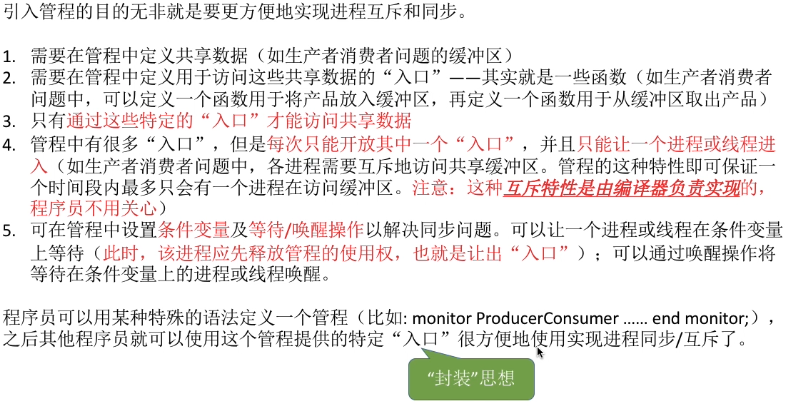 引入管程的目的无非就是要更方便地实现进程互斥和同步。
1. 需要在管程中定义共享数据（如生产者消费者问题的缓冲区）
2. 需要在管程中定义用于访问这些共享数据的“入口”——其实就是一些函数（如生产者消费者
问题中，可以定义一个函数用于将产品放入缓冲区，再定义一个函数用于从缓冲区取出产品）
3. 只有通过这些特定的“入口”才能访问共享数据
4. 管程中有很多“入口”，但是每次只能开放其中一个“入口”，并且只能让一个进程或线程进
入（如生产者消费者问题中，各进程需要互斥地访问共享缓冲区。管程的这种特性即可保证一
个时间段内最多只会有一个进程在访问缓冲区。注意：这种互斥特性是由编译器负责实现的，
程序员不用关心）
5. 可在管程中设置条件变量及等待/唤醒操作以解决同步问题。可以让一个进程或线程在条件变量
上等待（此时，该进程应先释放管程的使用权，也就是让出“入口”）；可以通过唤醒操作将
等待在条件变量上的进程或线程唤醒。
程序员可以用某种特殊的语法定义一个管程（比如: monitor ProducerConsumer …… end monitor;），
之后其他程序员就可以使用这个管程提供的特定“入口”很方便地使用实现进程同步/互斥了。
“封装”思想